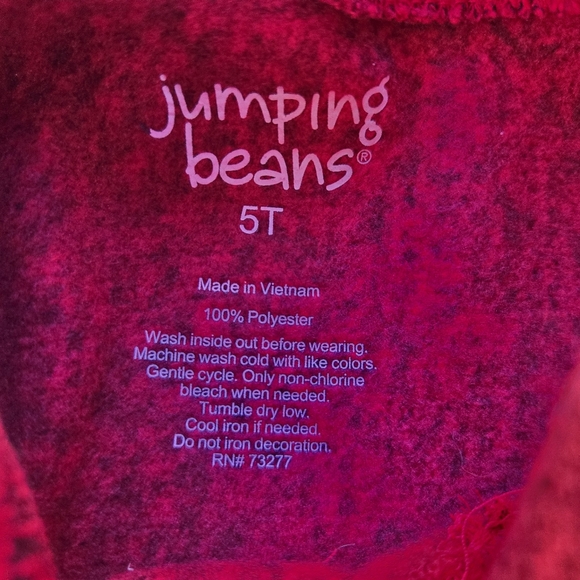 jumping
beans®
5T
Made in Vietnam
100% Polyester
Wash inside out before wearing.
Machine wash cold with like colors.
Gentle cycle. Only non-chlorine
bleach when needed.
Tumble dry low.
Cool iron if needed.
Do not iron decoration.
RN# 73277